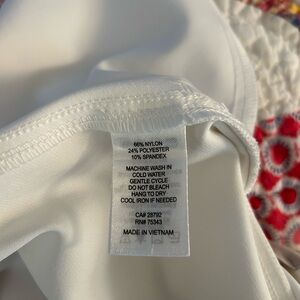 66% NYLON
24% POLYESTER
10% SPANDEX
MACHINE WASH IN
COLD WATER
GENTLE CYCLE
DO NOT BLEACH
HANG TO DRY
COOL IRON IF NEEDED
CA# 28792
RN# 75343
MADE IN VIETNAM